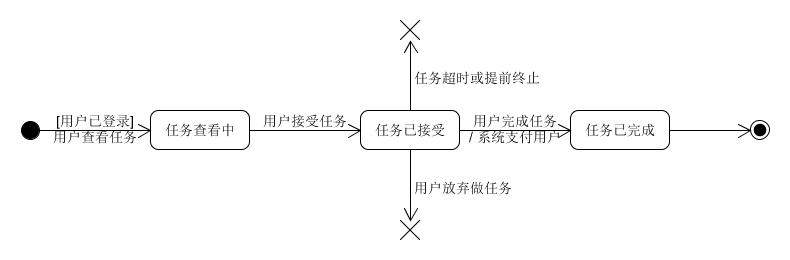 任务超时或提前终止
[用户已登录]
用户查看任务
任务查看中
用户接受任务
任务已接受
用户完成任务
/ 系统支付用户
任务已完成
用户放弃做任务